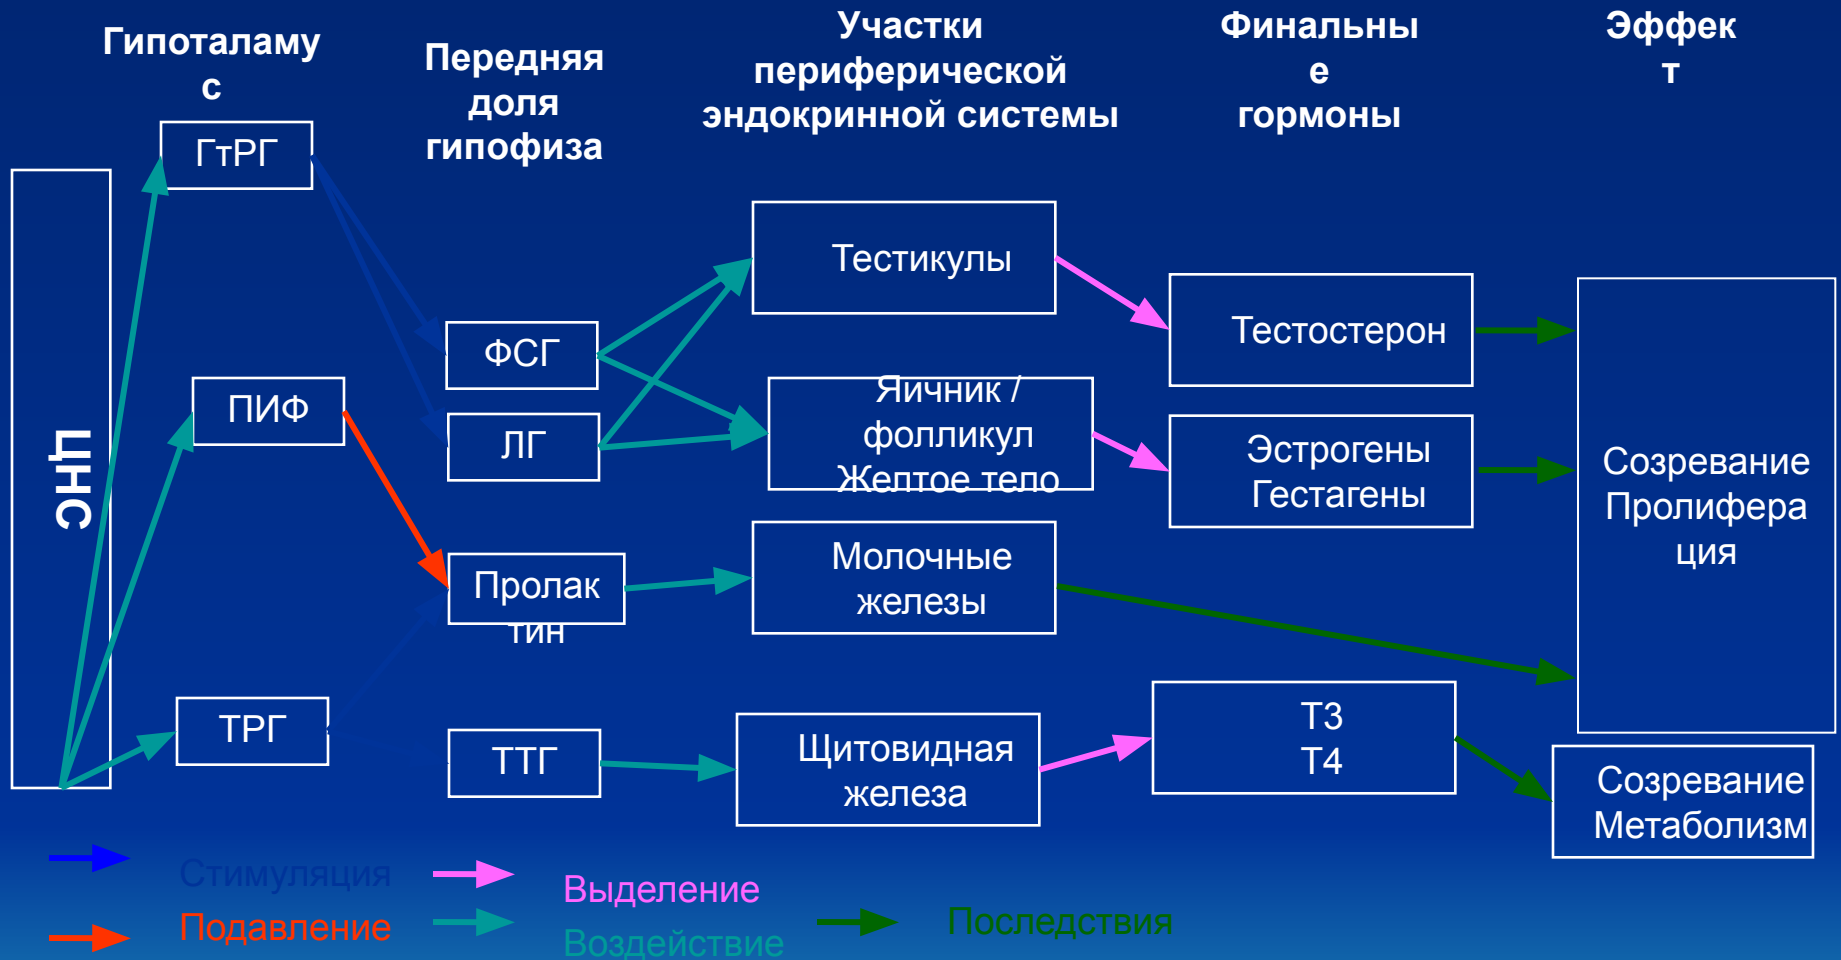 Гипоталаму
с
Передняя
доля
гипофиза
Участки
периферической
эндокринной системы
Финальны
е
гормоны
Эффек
т
ЦНС
ГтРГ
ПИФ
ТРГ
ФСГ
ЛГ
Пролак
тин
ТТГ
Тестикулы
Яичник /
фолликул
Желтое тело
Молочные
железы
Щитовидная
железа
Тестостерон
Эстрогены
Гестагены
Т3
Т4
Созревание
Пролифера
ция
Созревание
Метаболизм
Стимуляция
Подавление
Выделение
Воздействие
Последствия